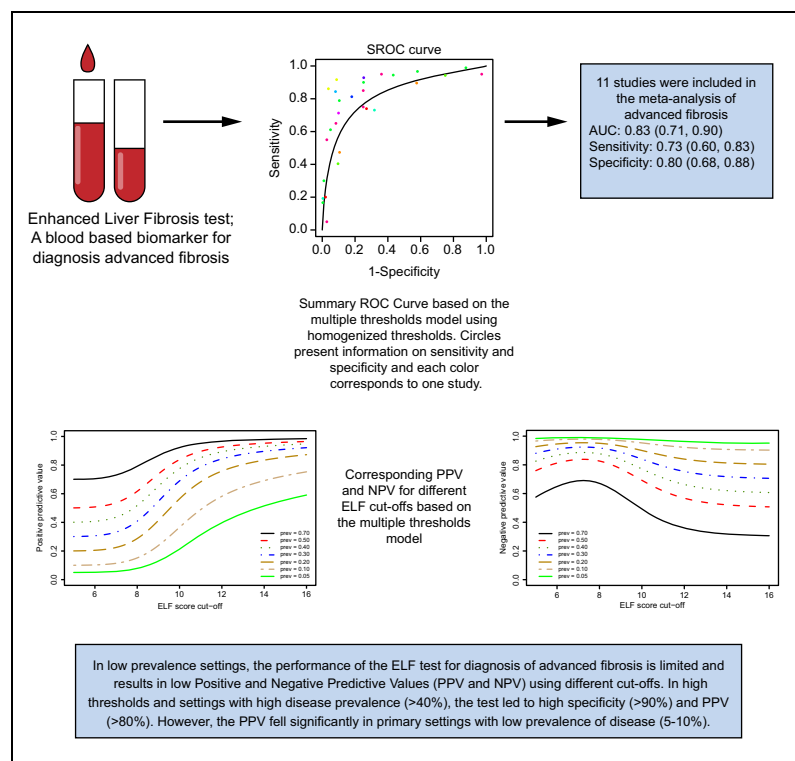 SROC curve
Sensitivity
1.0
0.8
0.6
0.4
0.2
0.0
0.0 0.2 0.4 0.6 0.8 1.0
1-Specificity
11 studies were included in
the meta-analysis of
advanced fibrosis
AUC: 0.83 (0.71, 0.90)
Sensitivity: 0.73 (0.60, 0.83)
Specificity: 0.80 (0.68, 0.88)
Enhanced Liver Fibrosis test;
A blood based biomarker for
diagnosis advanced fibrosis
Summary ROC Curve based on the
multiple thresholds model using
homogenized thresholds. Circles
present information on sensitivity and
specificity and each color
corresponds to one study.
Positive predictive value
1.0
0.8
0.6
0.4
0.2
0.0
prev = 0.70
prev = 0.50
prev = 0.40
prev = 0.30
prev = 0.20
prev = 0.10
prev = 0.05
6 8 10 12 14 16
ELF score cut-off
Corresponding PPV
and NPV for different
ELF cut-offs based on
the multiple thresholds
model
Negative predictive value
1.0
0.8
0.6
0.4
0.2
0.0
prev = 0.70
prev = 0.50
prev = 0.40
prev = 0.30
prev = 0.20
prev = 0.10
prev = 0.05
6 8 10 12 14 16
ELF score cut-off
In low prevalence settings, the performance of the ELF test for diagnosis of advanced fibrosis is limited and
results in low Positive and Negative Predictive Values (PPV and NPV) using different cut-offs. In high
thresholds and settings with high disease prevalence (>40%), the test led to high specificity (>90%) and PPV
(>80%). However, the PPV fell significantly in primary settings with low prevalence of disease (5-10%).